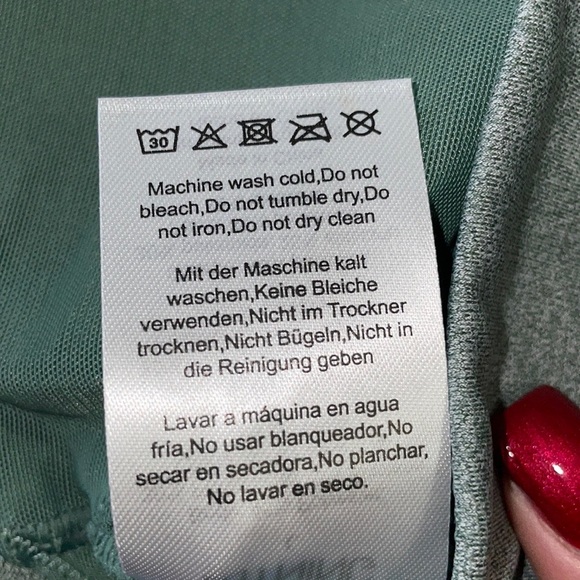 30
Machine wash cold,Do not
bleach,Do not tumble dry,Do
not iron,Do not dry clean
Mit der Maschine kalt
waschen,Keine Bleiche
verwenden,Nicht im Trockner
trocknen,Nicht Bügeln,Nicht in
die Reinigung geben
Lavar a máquina en agua
fría,No usar blanqueador,No
secar en secadora,No planchar,
No lavar en seco.